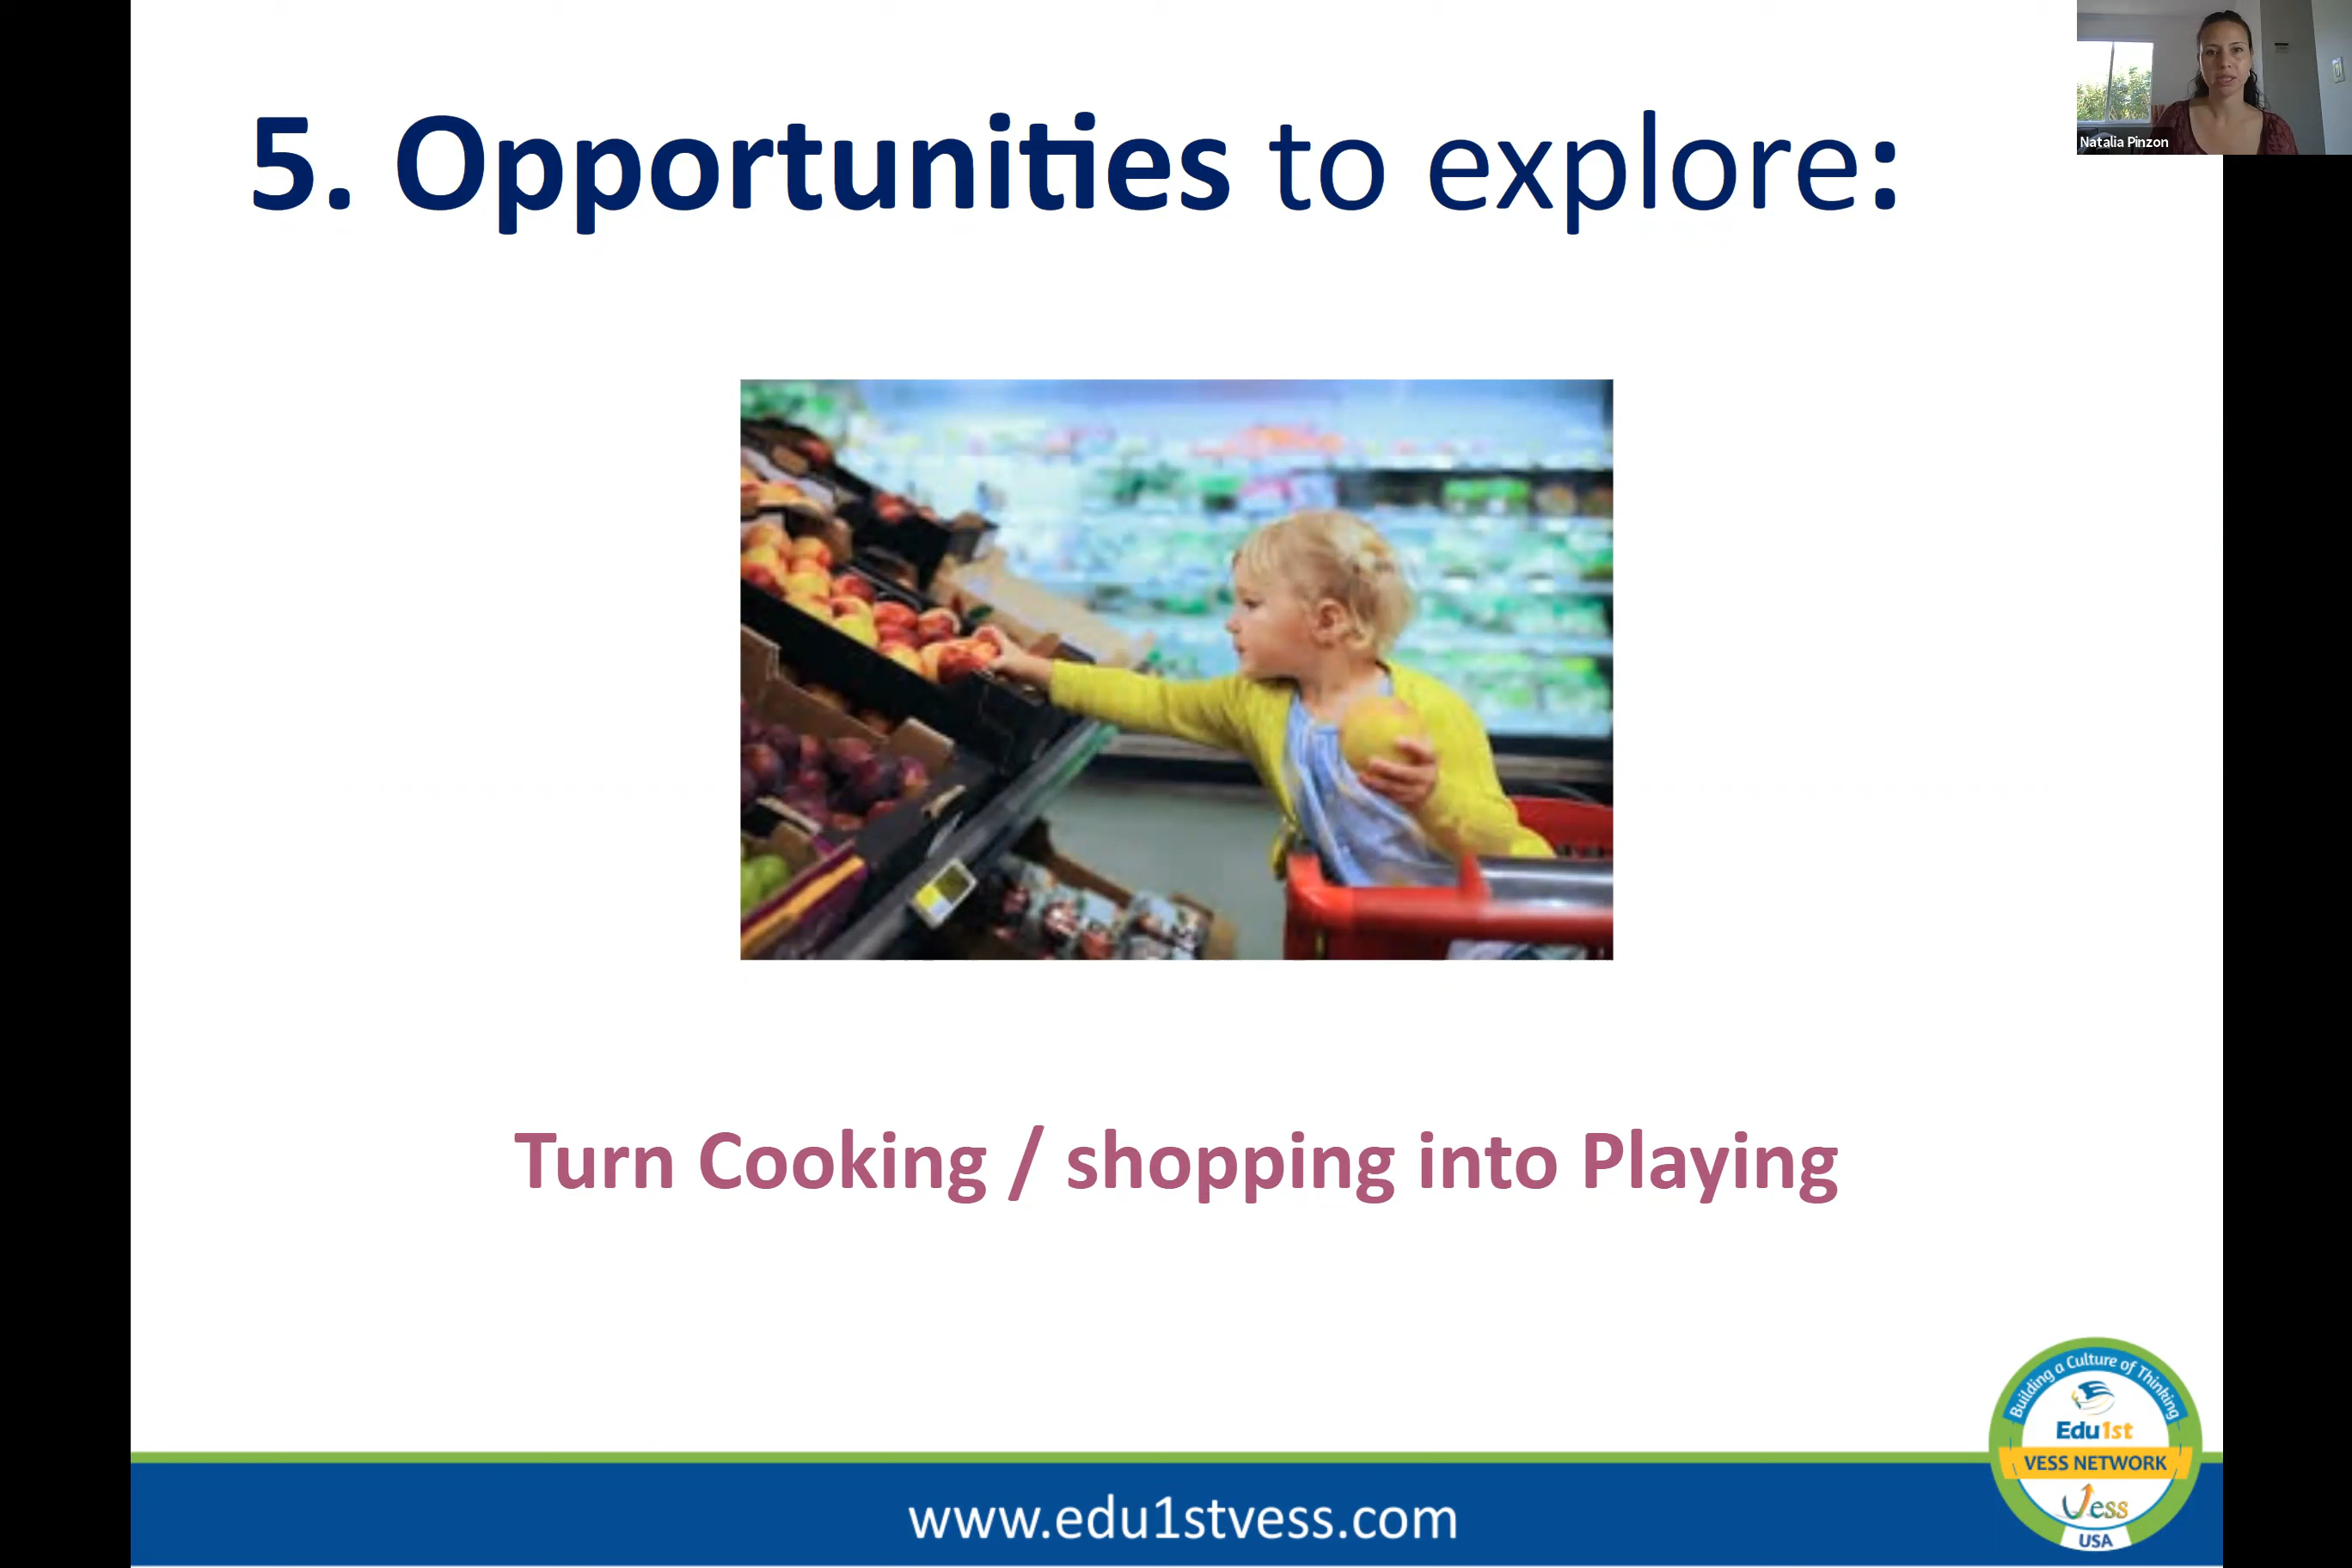 5. Opportunities to explore:
Natalia Pinzon
Turn Cooking / shopping into Playing
Building a Culture of Thinking
Edu1st
VESS NETWORK
Vess
USA
www.edu1stvess.com